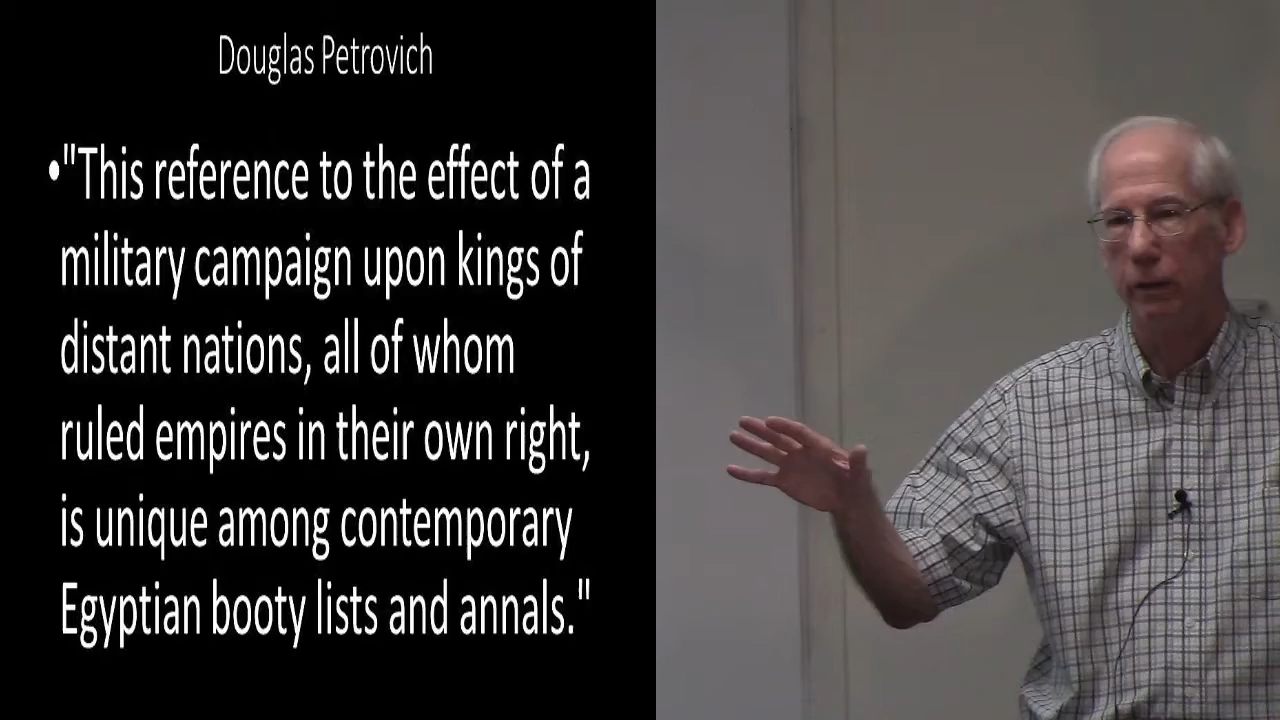 Douglas Petrovich
•"This reference to the effect of a
military campaign upon kings of
distant nations, all of whom
ruled empires in their own right,
is unique among contemporary
Egyptian booty lists and annals."